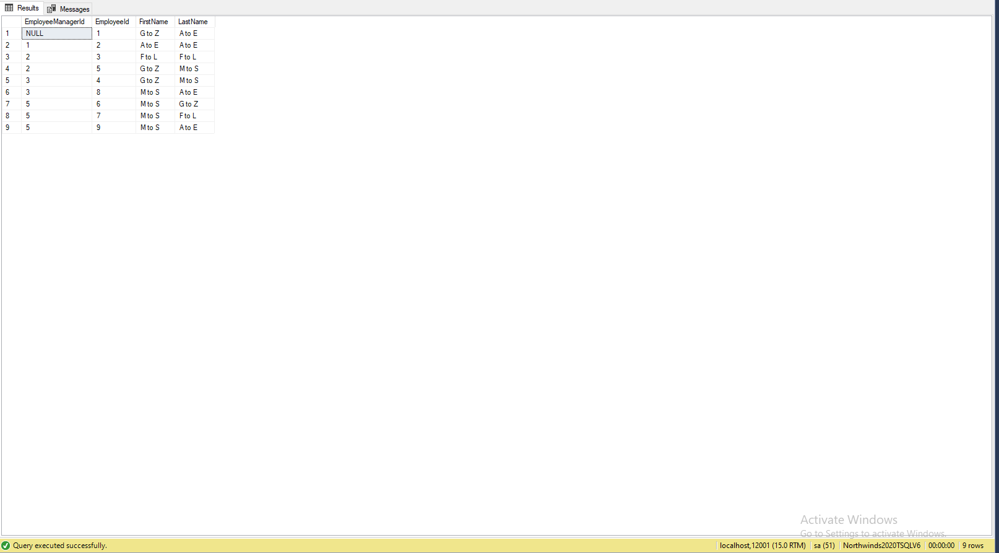 Results Messages
EmployeeManagerId EmployeeId FirstName LastName
1 NULL 1 G to Z A to E
2 1 2 A to E A to E
3 2 3 F to L F to L
4 2 5 G to Z M to S
5 3 4 G to Z M to S
6 3 8 M to S A to E
7 5 6 M to S G to Z
8 5 7 M to S F to L
9 5 9 M to S A to E
Activate Windows
Go to Settings to activate Windows.
Query executed successfully. localhost,12001 (15.0 RTM) sa (51) Northwinds2020TSQLV6 00:00:00 9 rows